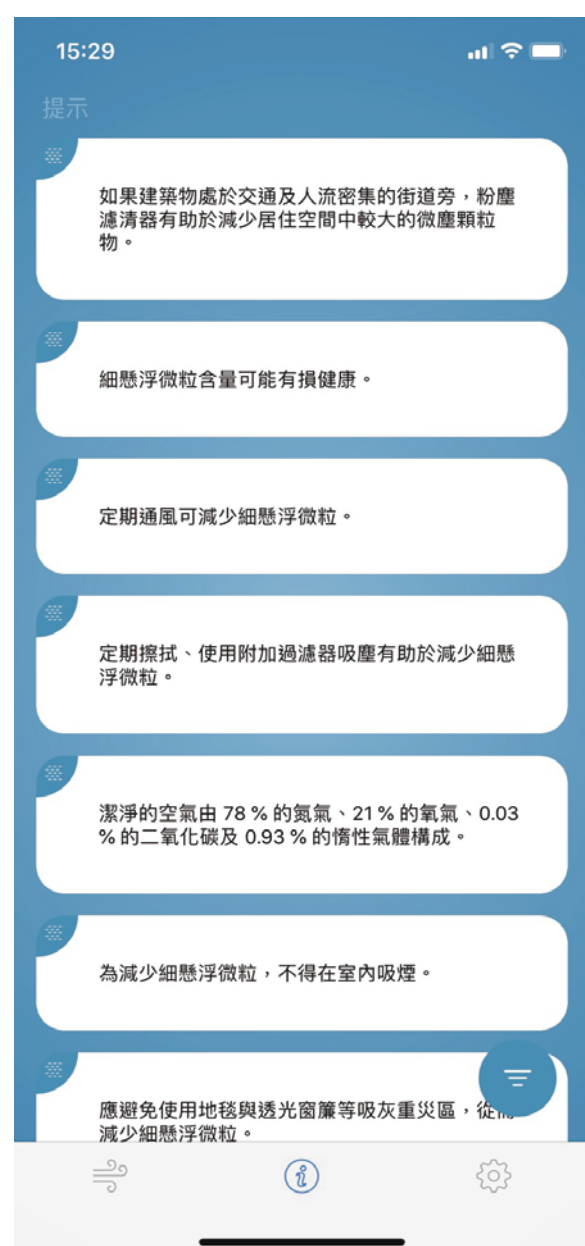 15:29
提示
如果建築物處於交通及人流密集的街道旁，粉塵
濾清器有助於減少居住空間中較大的微塵顆粒
物。
細懸浮微粒含量可能有損健康。
定期通風可減少細懸浮微粒。
定期擦拭、使用附加過濾器吸塵有助於減少細懸
浮微粒。
潔淨的空氣由 78 % 的氮氣、21 % 的氧氣、0.03
% 的二氧化碳及 0.93 % 的惰性氣體構成。
為減少細懸浮微粒，不得在室內吸煙。
應避免使用地毯與透光窗簾等吸灰重災區，從
減少細懸浮微粒。